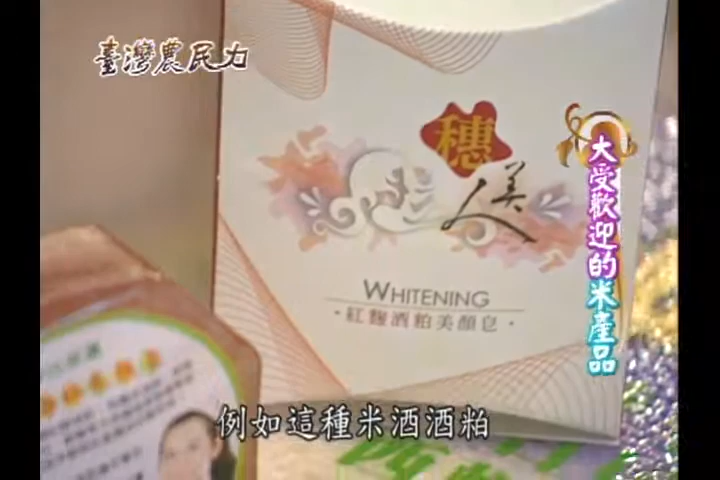 臺灣農民力
大受歡迎的米產品
穗
美人
WHITENING
·紅麴酒粕美顏皂·
例如這種米酒酒粕